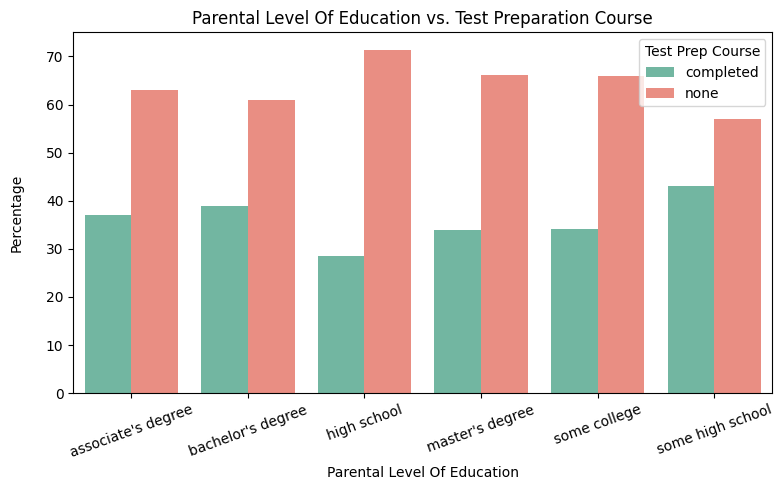 Parental Level Of Education vs. Test Preparation Course
Test Prep Course
completed
none
Percentage
70
60
50
40
30
20
10
0
associate's degree
bachelor's degree
high school
master's degree
some college
some high school
Parental Level Of Education